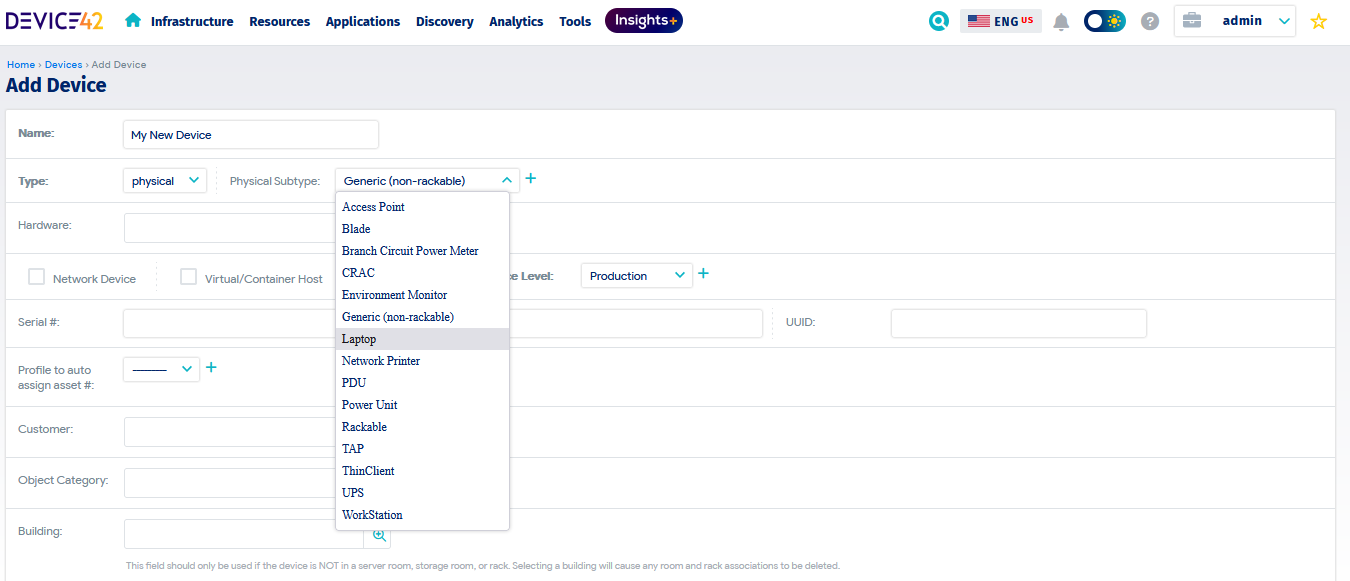 DEVICE42 Infrastructure Resources Applications Discovery Analytics Tools Insights+ ENG US ? admin
Home › Devices › Add Device
Add Device
Name: My New Device
Type: physical Physical Subtype: Generic (non-rackable) +
Access Point
Hardware:
Blade
Branch Circuit Power Meter
CRAC
Network Device Virtual/Container Host ce Level: Production +
Environment Monitor
Generic (non-rackable)
Serial #: UUID:
Laptop
Network Printer
Profile to auto
assign asset #: -------- +
PDU
Power Unit
Rackable
Customer:
TAP
ThinClient
Object Category:
UPS
WorkStation
Building:
This field should only be used if the device is NOT in a server room, storage room, or rack. Selecting a building will cause any room and rack associations to be deleted.